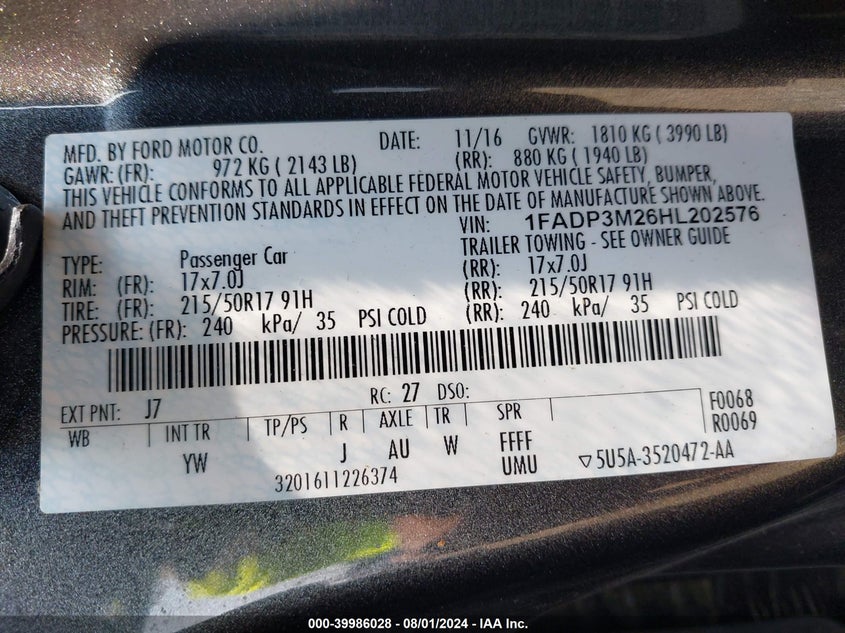 MFD. BY FORD MOTOR CO. DATE: 11/16 GVWR: 1810 KG ( 3990 LB)
GAWR: (FR): 972 KG ( 2143 LB) (RR): 880 KG ( 1940 LB)
THIS VEHICLE CONFORMS TO ALL APPLICABLE FEDERAL MOTOR VEHICLE SAFETY, BUMPER,
AND THEFT PREVENTION STANDARDS IN EFFECT ON THE DATE OF MANUFACTURE SHOWN ABOVE.
VIN: 1FADP3M26HL202576
TYPE: Passenger Car TRAILER TOWING - SEE OWNER GUIDE
RIM: (FR): 17x7.0J (RR): 17x7.0J
TIRE: (FR): 215/50R17 91H (RR): 215/50R17 91H
PRESSURE: (FR): 240 kPa/ 35 PSI COLD (RR): 240 kPa/ 35 PSI COLD
EXT PNT: J7 RC: 27 DSO: F0068
WB INT TR TP/PS R AXLE TR SPR R0069
YW J AU W FFFF
UMU ▽5U5A-3520472-AA
3201611226374
000-39986028 - 08/01/2024 - IAA Inc.